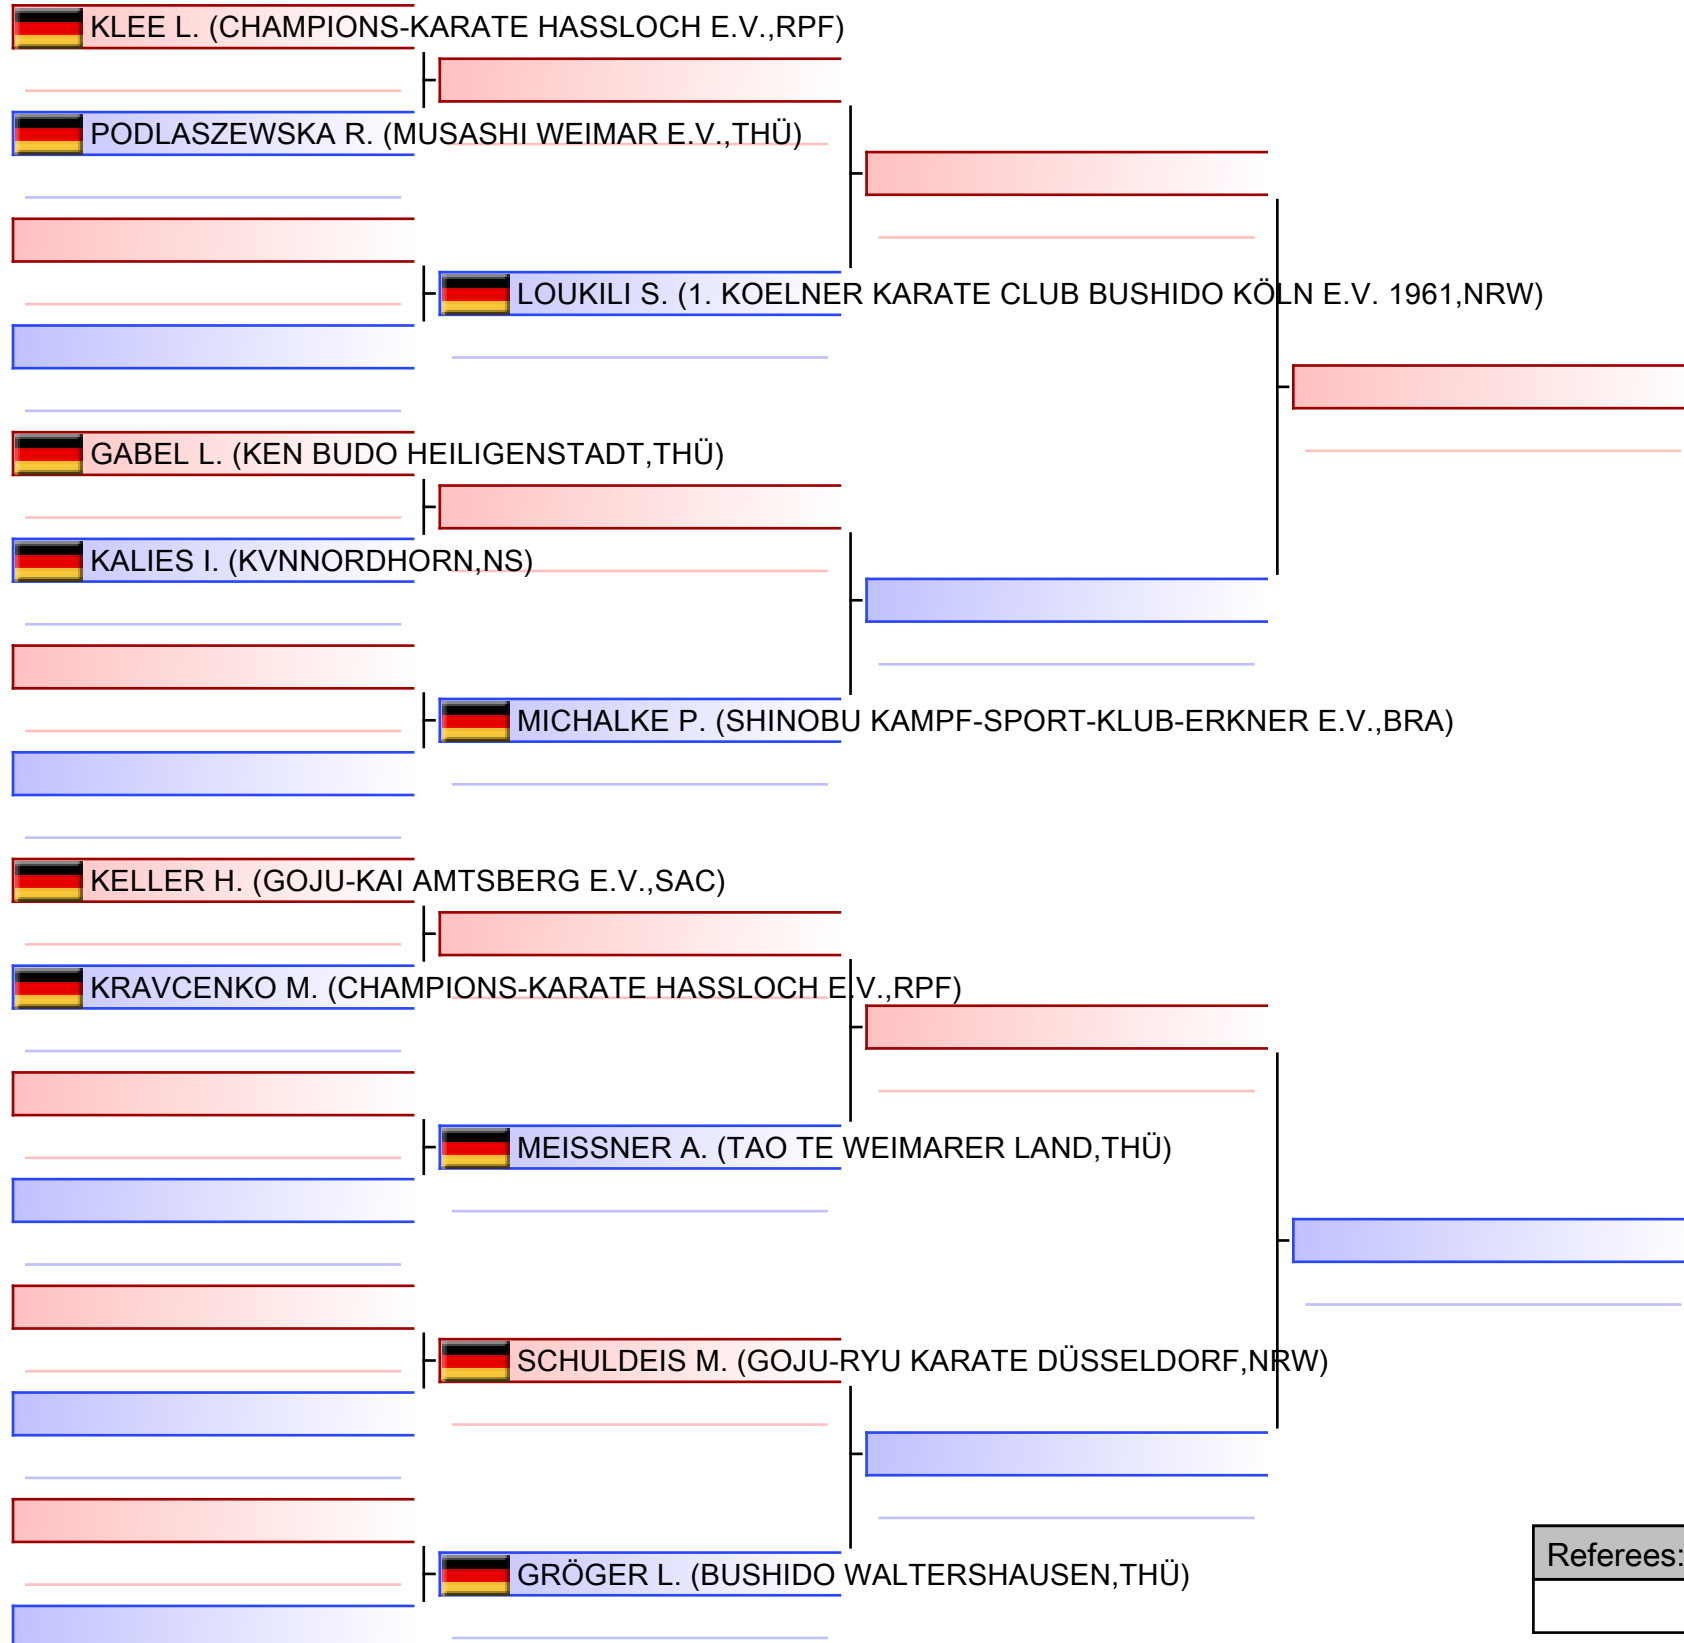 KLEE L. (CHAMPIONS-KARATE HASSLOCH E.V.,RPF)
PODLASZEWSKA R. (MUSASHI WEIMAR E.V.,THÜ)
LOUKILI S. (1. KOELNER KARATE CLUB BUSHIDO KÖLN E.V. 1961,NRW)
GABEL L. (KEN BUDO HEILIGENSTADT,THÜ)
KALIES I. (KVNNORDHORN,NS)
MICHALKE P. (SHINOBU KAMPF-SPORT-KLUB-ERKNER E.V.,BRA)
KELLER H. (GOJU-KAI AMTSBERG E.V.,SAC)
KRAVCENKO M. (CHAMPIONS-KARATE HASSLOCH E.V.,RPF)
MEISSNER A. (TAO TE WEIMARER LAND,THÜ)
SCHULDEIS M. (GOJU-RYU KARATE DÜSSELDORF,NRW)
Referees:
GRÖGER L. (BUSHIDO WALTERSHAUSEN,THÜ)